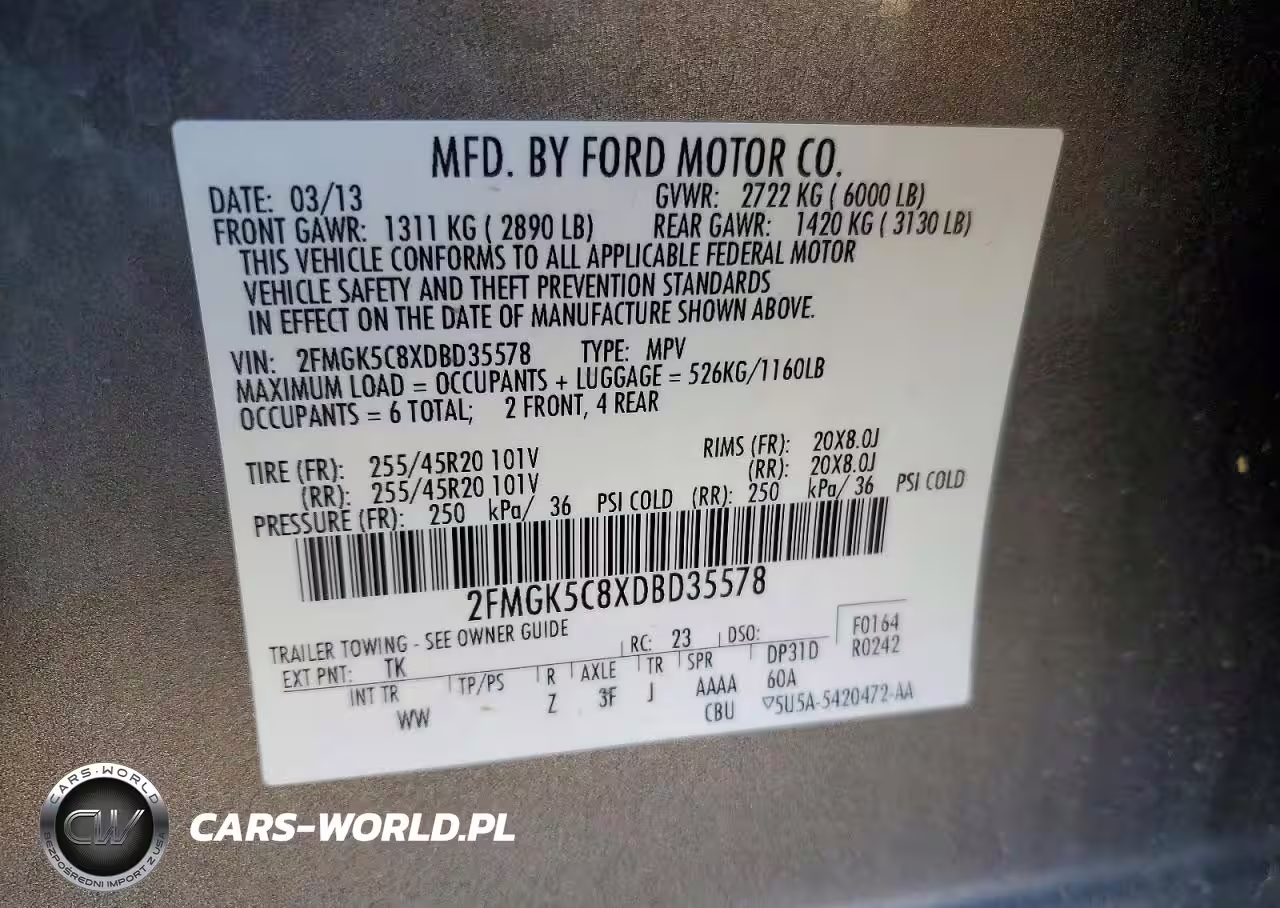 MFD. BY FORD MOTOR CO.
DATE: 03/13 GVWR: 2722 KG ( 6000 LB)
FRONT GAWR: 1311 KG ( 2890 LB) REAR GAWR: 1420 KG ( 3130 LB)
THIS VEHICLE CONFORMS TO ALL APPLICABLE FEDERAL MOTOR
VEHICLE SAFETY AND THEFT PREVENTION STANDARDS
IN EFFECT ON THE DATE OF MANUFACTURE SHOWN ABOVE.
VIN: 2FMGK5C8XDBD35578 TYPE: MPV
MAXIMUM LOAD = OCCUPANTS + LUGGAGE = 526KG/1160LB
OCCUPANTS = 6 TOTAL; 2 FRONT, 4 REAR
TIRE (FR): 255/45R20 101V RIMS (FR): 20X8.0J
(RR): 255/45R20 101V (RR): 20X8.0J
PRESSURE (FR): 250 kPa/ 36 PSI COLD (RR): 250 kPa/ 36 PSI COLD
2FMGK5C8XDBD35578
TRAILER TOWING - SEE OWNER GUIDE
EXT PNT: TK RC: 23 DSO: F0164
R0242
INT TR TP/PS R AXLE TR SPR DP31D
WW Z 3F J AAAA 60A
CBU ▽5U5A-5420472-AA
CARS-WORLD
CW
BEZPOŚREDNI IMPORT Z USA
CARS-WORLD.PL